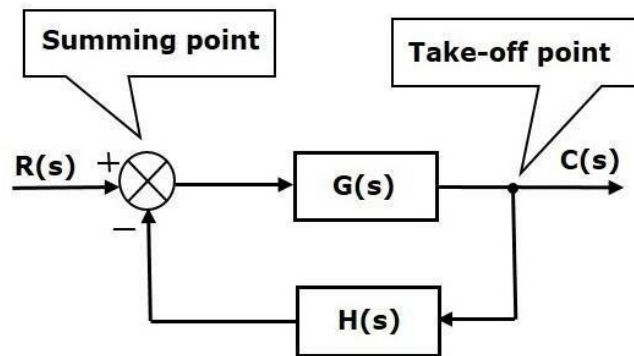 Summing point
Take-off point
R(s)
+
C(s)
G(s)
−
H(s)